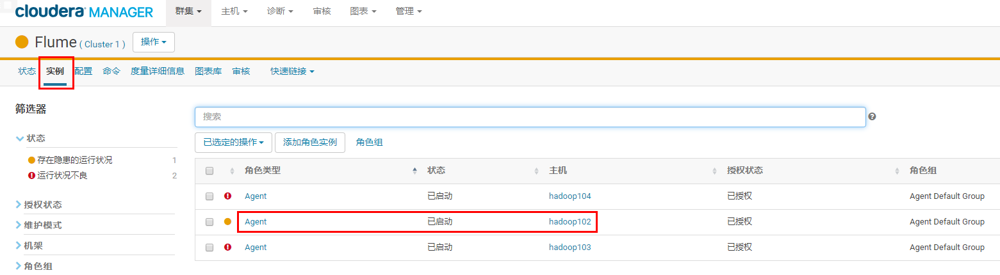 cloudera MANAGER 群集 主机 诊断 审核 图表 管理
Flume ( Cluster 1 ) 操作
状态 实例 配置 命令 度量详细信息 图表库 审核 快速链接
筛选器
搜索
状态
已选定的操作 添加角色实例 角色组
存在隐患的运行状况 1
运行状况不良 2
角色类型 状态 主机 授权状态 角色组
Agent 已启动 hadoop104 已授权 Agent Default Group
授权状态
Agent 已启动 hadoop102 已授权 Agent Default Group
维护模式
机架
Agent 已启动 hadoop103 已授权 Agent Default Group
角色组